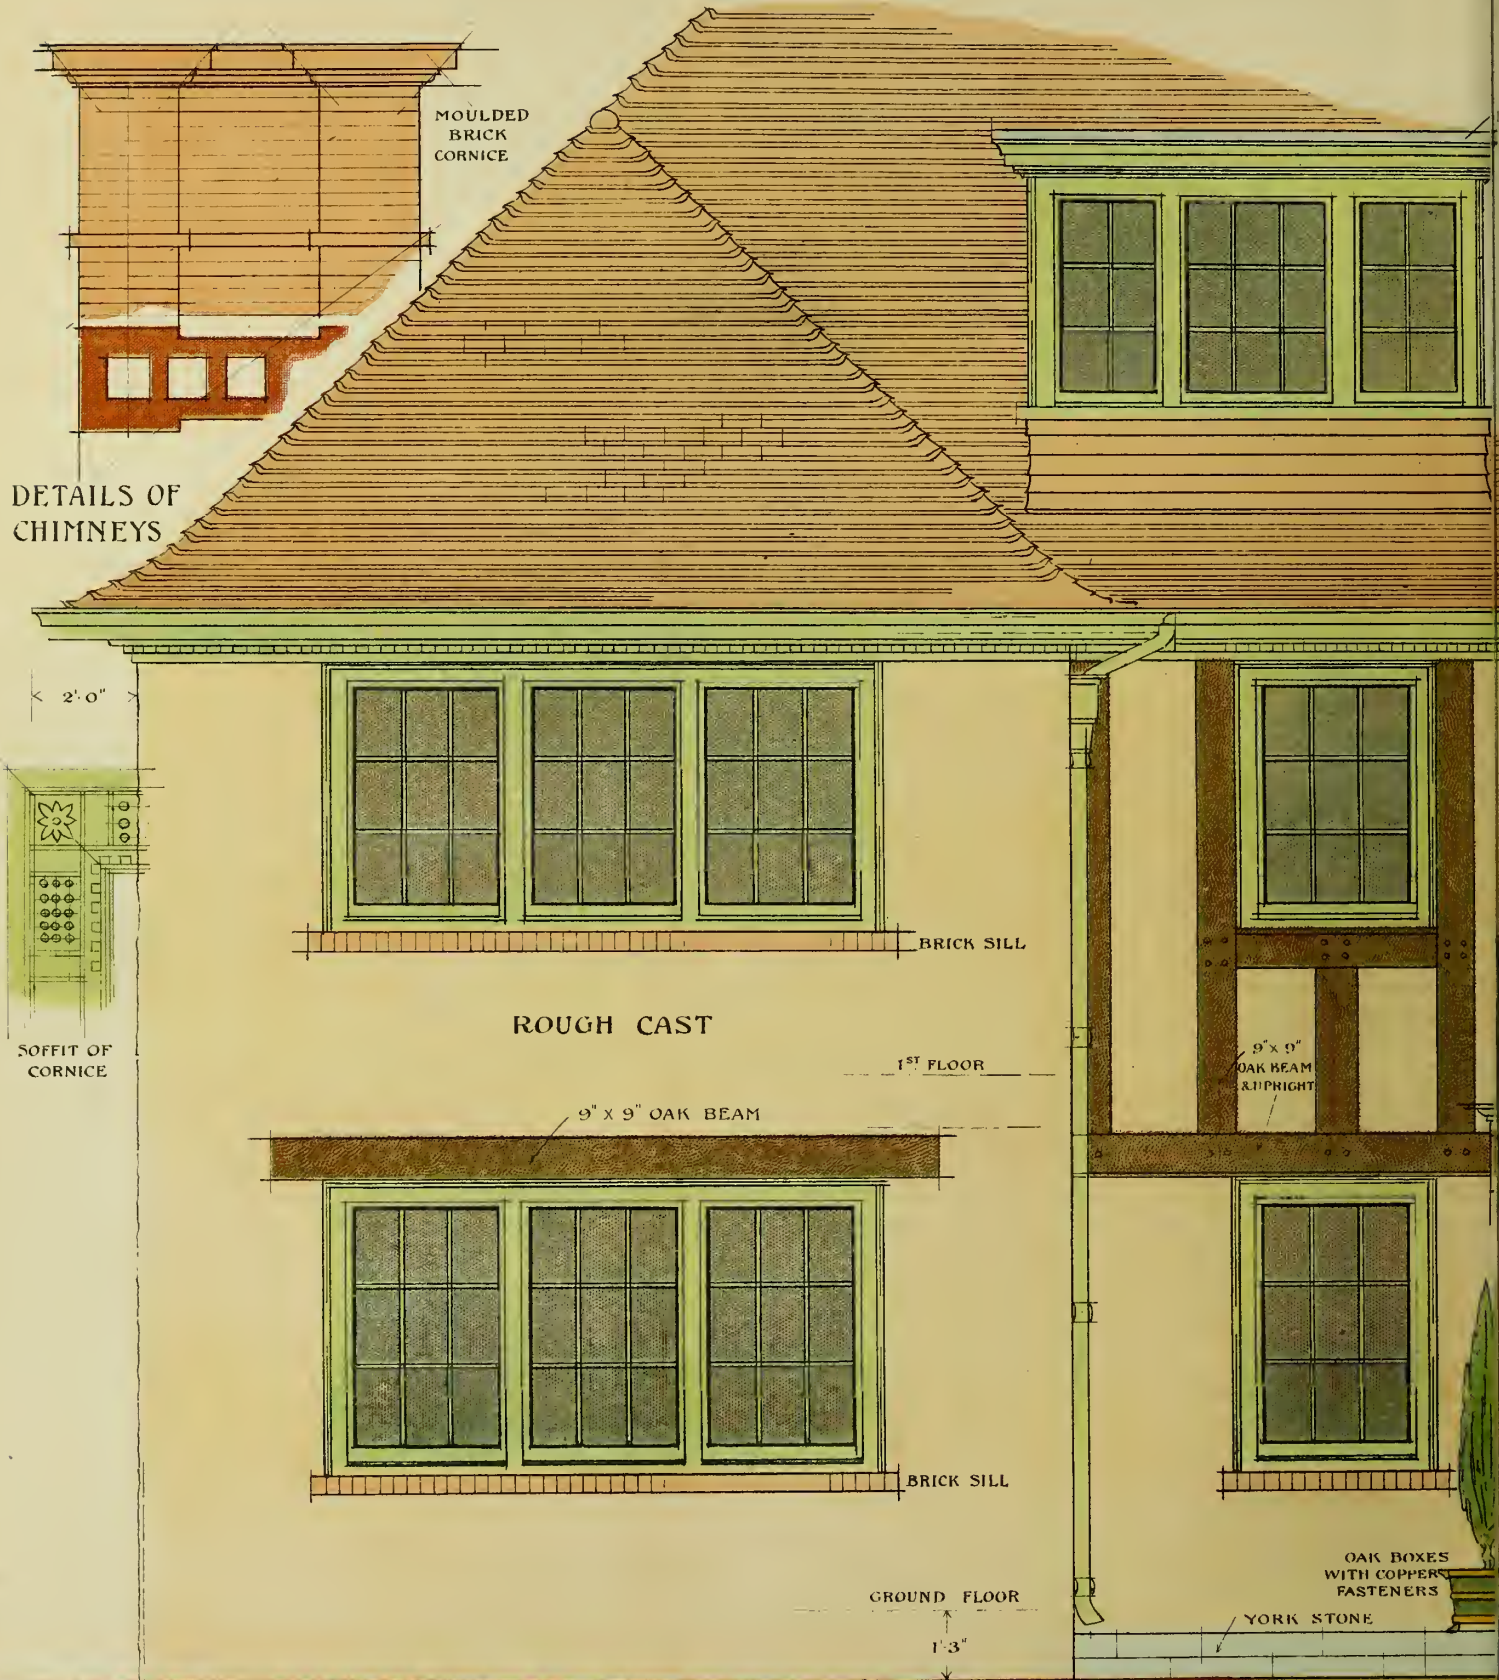 MOULDED
BRICK
CORNICE
DETAILS OF
CHIMNEYS
2'·0"
BRICK SILL
ROUGH CAST
SOFFIT OF
CORNICE
1ST FLOOR
9" X 9"
OAK BEAM
& UPRIGHT
9" X 9" OAK BEAM
BRICK SILL
OAK BOXES
WITH COPPER
FASTENERS
GROUND FLOOR
YORK STONE
1'·3"